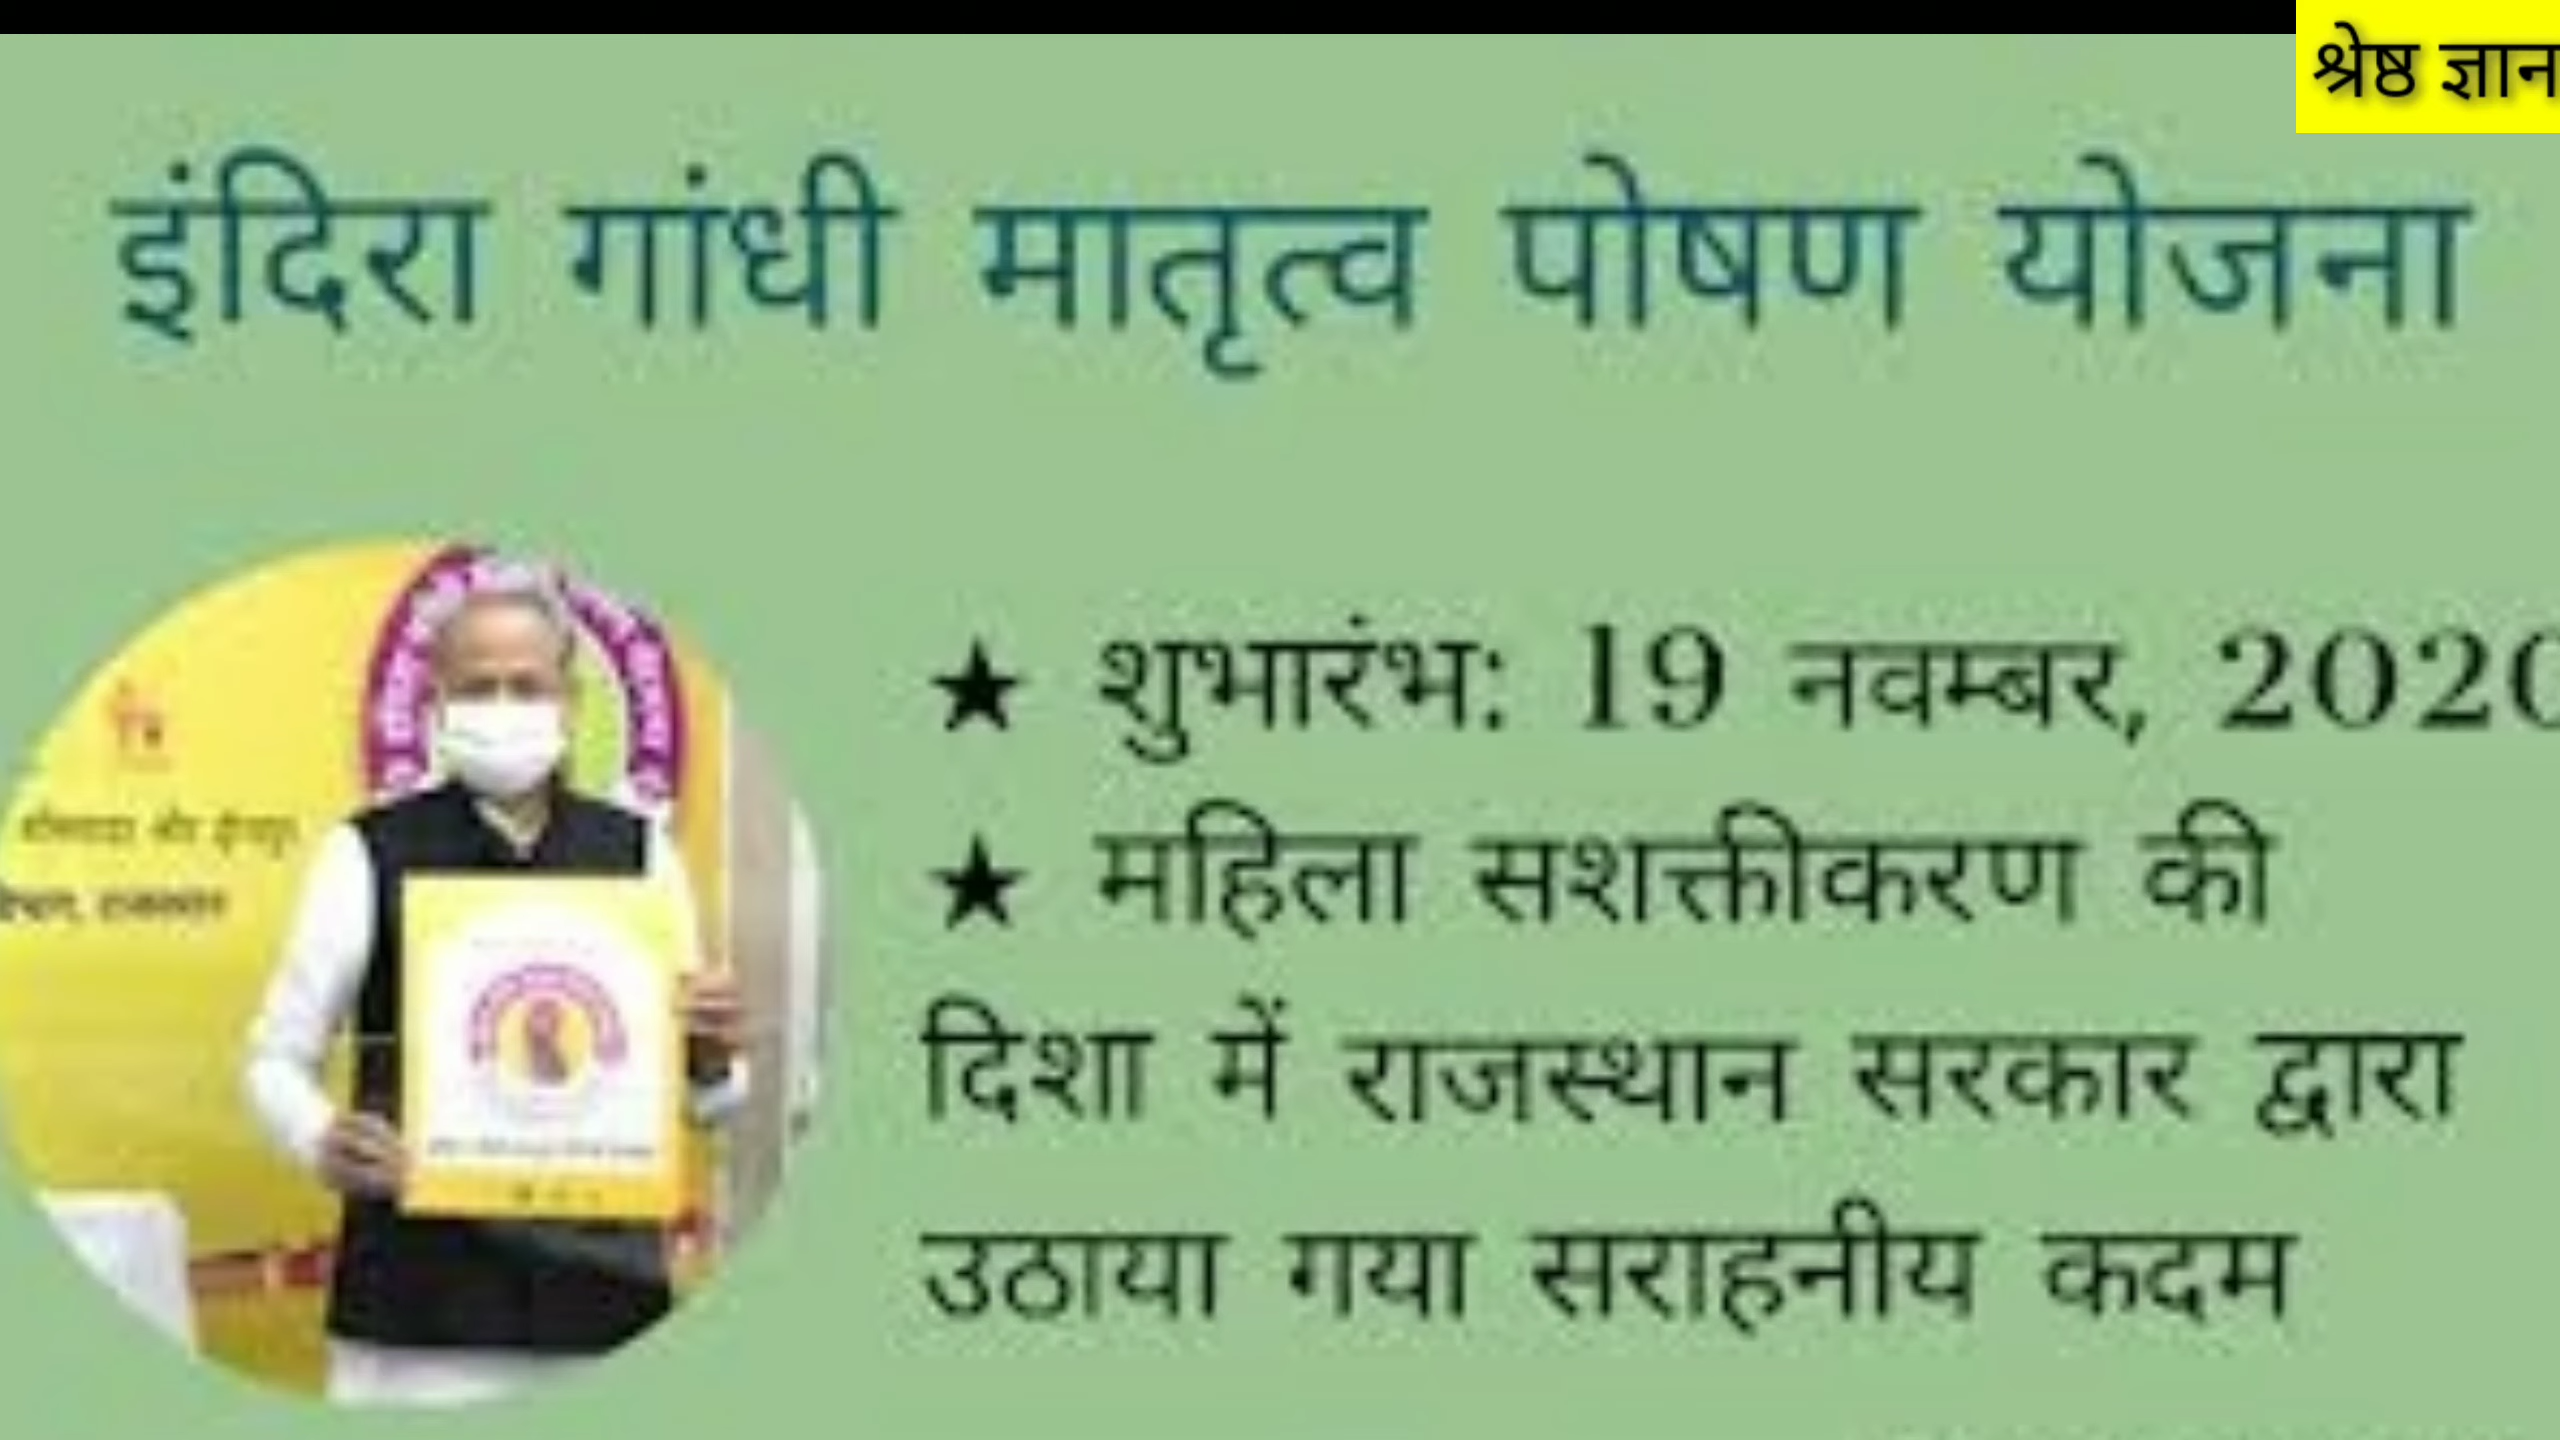 श्रेष्ठ ज्ञान
इंदिरा गांधी मातृत्व पोषण योजना
★ शुभारंभ: 19 नवम्बर, 2020
★ महिला सशक्तीकरण की
दिशा में राजस्थान सरकार द्वारा
उठाया गया सराहनीय कदम